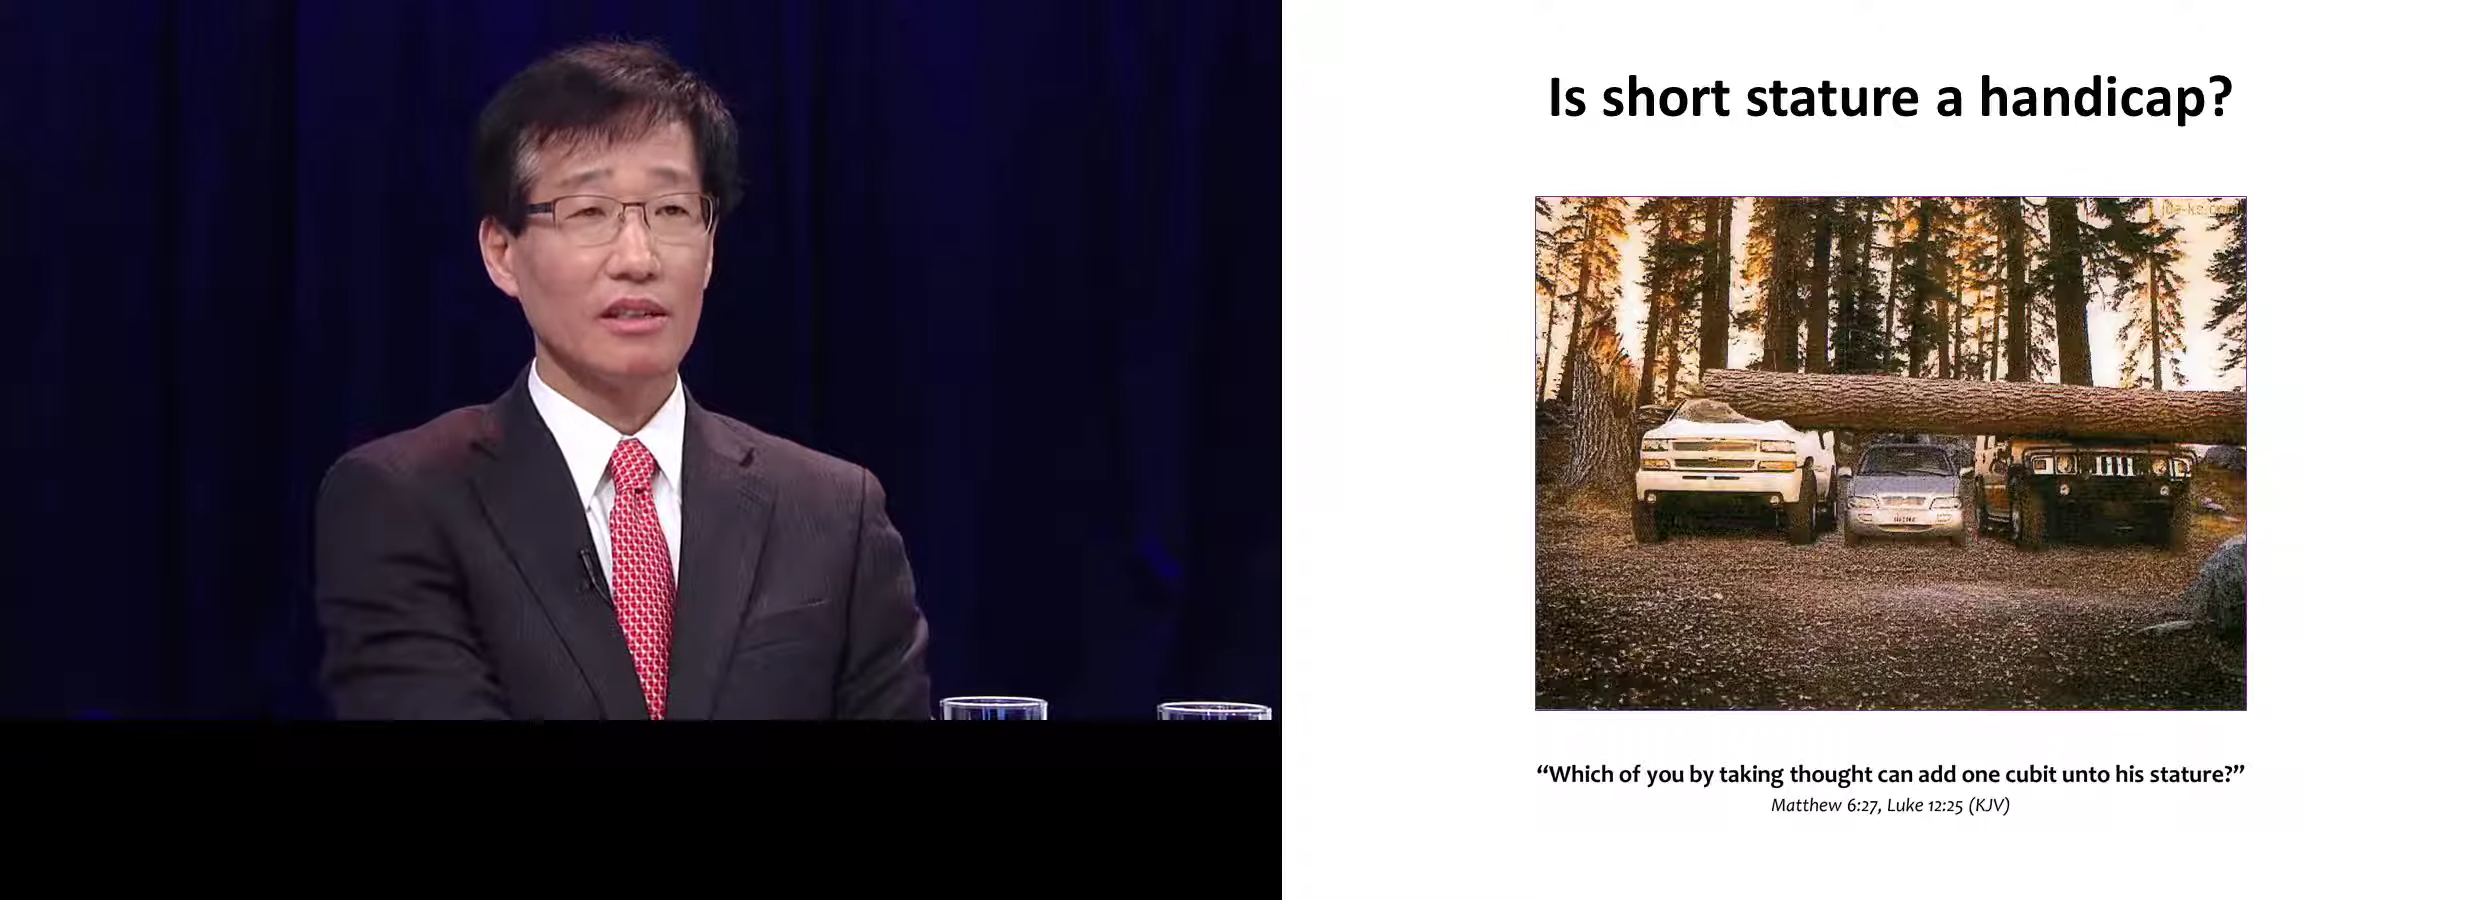 Is short stature a handicap?
“Which of you by taking thought can add one cubit unto his stature?”
Matthew 6:27, Luke 12:25 (KJV)